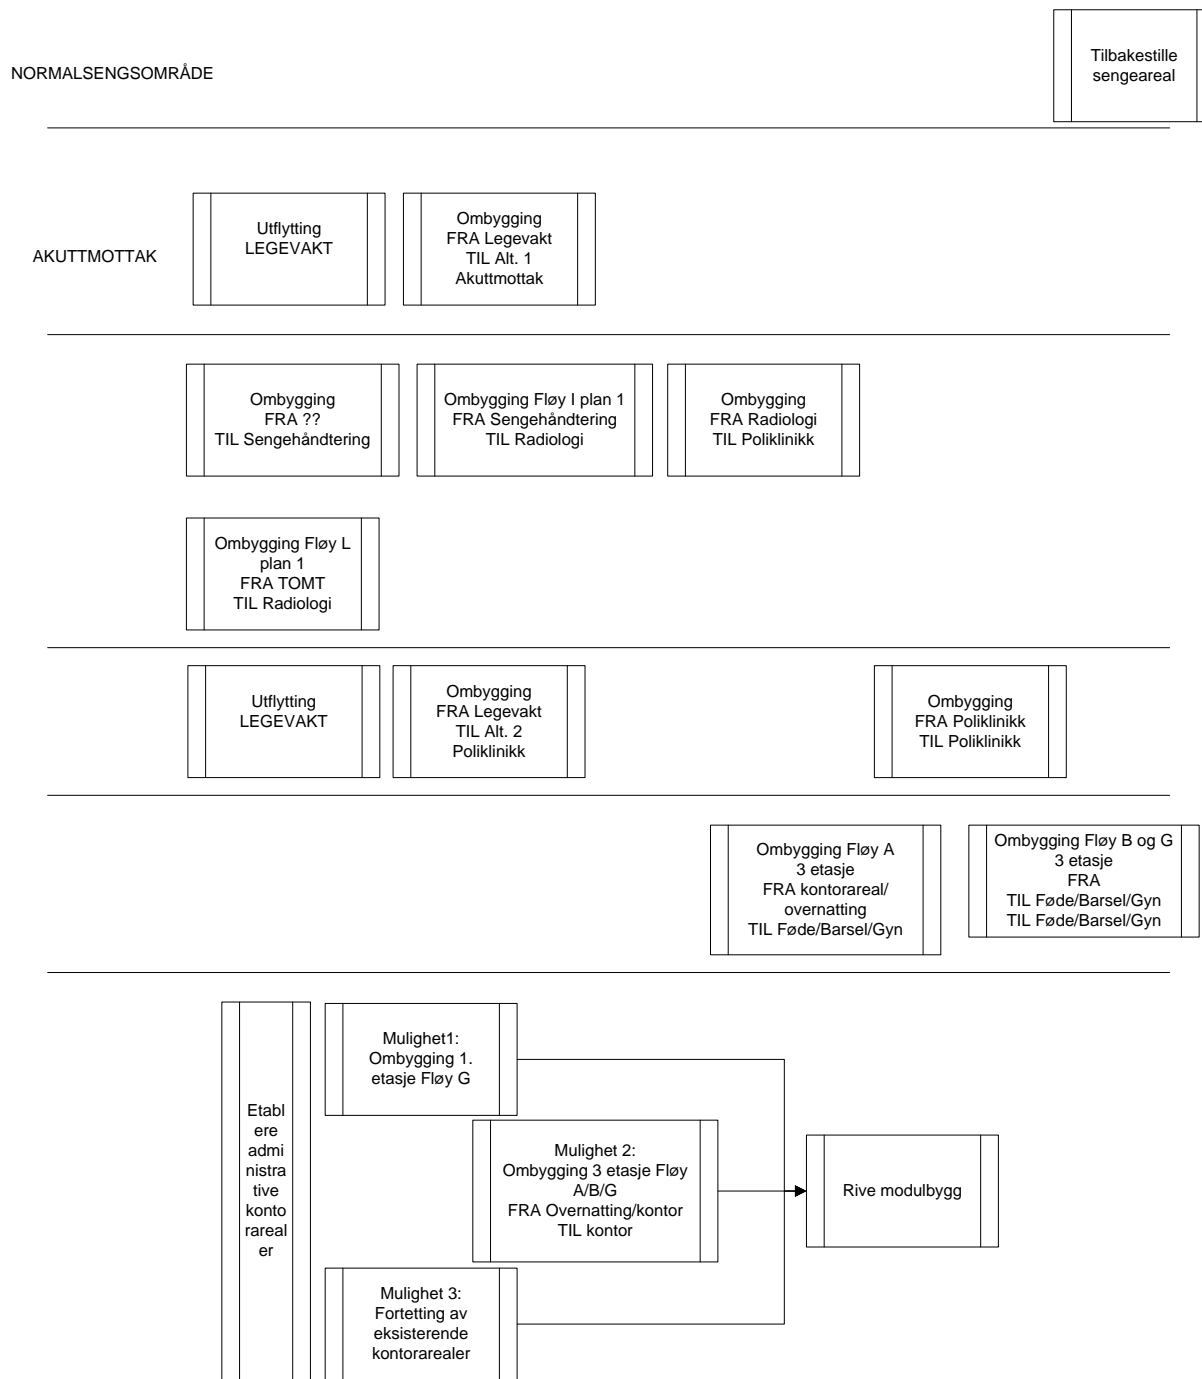 NORMALSENGSOMRÅDE
Tilbakestille
sengeareal
AKUTTMOTTAK
Utflytting
LEGEVAKT
Ombygging
FRA Legevakt
TIL Alt. 1
Akuttmottak
Ombygging
FRA ??
TIL Sengehåndtering
Ombygging Fløy I plan 1
FRA Sengehåndtering
TIL Radiologi
Ombygging
FRA Radiologi
TIL Poliklinikk
Ombygging Fløy L
plan 1
FRA TOMT
TIL Radiologi
Utflytting
LEGEVAKT
Ombygging
FRA Legevakt
TIL Alt. 2
Poliklinikk
Ombygging
FRA Poliklinikk
TIL Poliklinikk
Ombygging Fløy A
3 etasje
FRA kontorareal/
overnatting
TIL Føde/Barsel/Gyn
Ombygging Fløy B og G
3 etasje
FRA
TIL Føde/Barsel/Gyn
TIL Føde/Barsel/Gyn
Etabl
ere
admi
nistra
tive
konto
rareal
er
Mulighet1:
Ombygging 1.
etasje Fløy G
Mulighet 2:
Ombygging 3 etasje Fløy
A/B/G
FRA Overnatting/kontor
TIL kontor
Mulighet 3:
Fortetting av
eksisterende
kontorarealer
Rive modulbygg